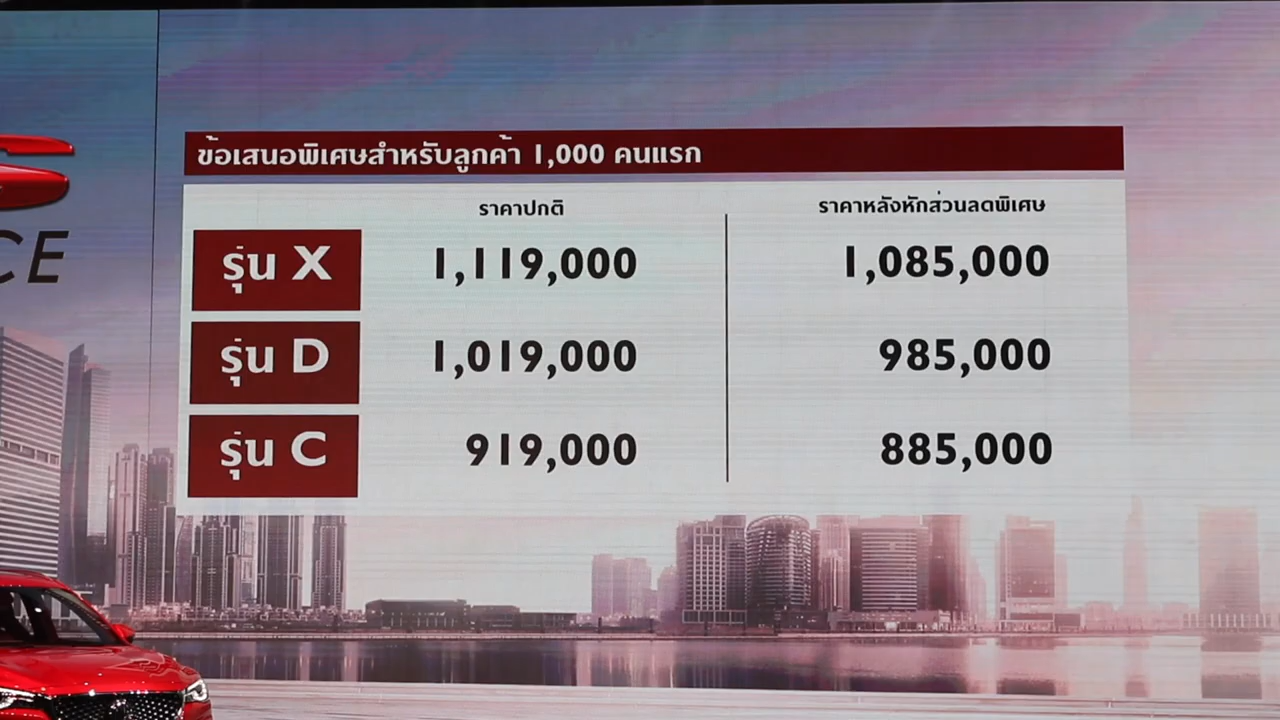 ข้อเสนอพิเศษสำหรับลูกค้า 1,000 คนแรก
ราคาปกติ ราคาหลังหักส่วนลดพิเศษ
รุ่น X 1,119,000 1,085,000
รุ่น D 1,019,000 985,000
รุ่น C 919,000 885,000
S
CE